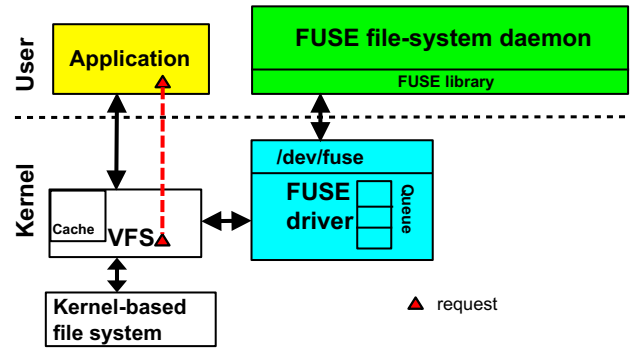 User
Application
FUSE file-system daemon
FUSE library
Kernel
Cache
VFS
/dev/fuse
FUSE
driver
Queue
Kernel-based
file system
request